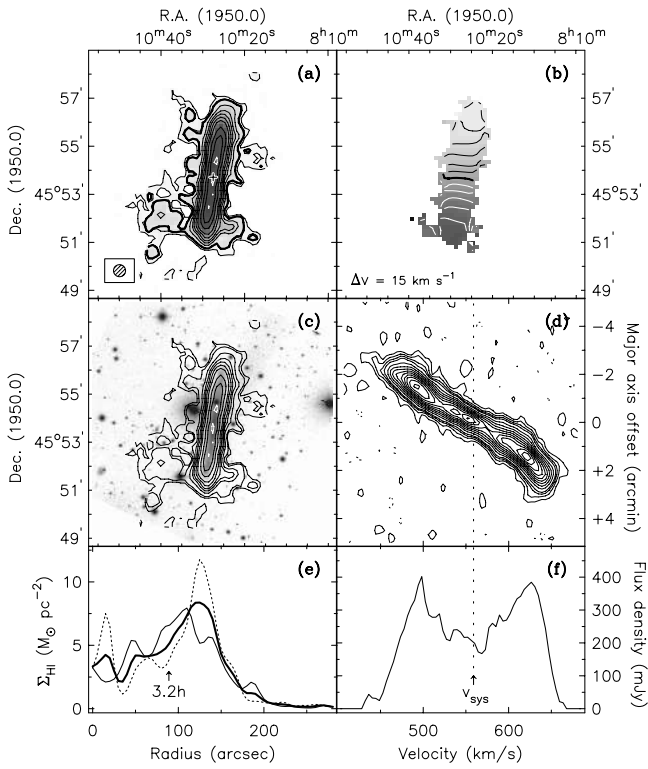 R.A. (1950.0) R.A. (1950.0)
10ᵐ40ˢ 10ᵐ20ˢ 8ʰ10ᵐ 10ᵐ40ˢ 10ᵐ20ˢ 8ʰ10ᵐ
(a) (b)
57' 57'
55' 55'
Dec. (1950.0)
45°53' 45°53'
51' 51'
ΔV = 15 km s⁻¹
49' 49'
(c) (d)
57' −4
55' −2
Dec. (1950.0) Major axis offset (arcmin)
45°53' 0
51' +2
49' +4
(e) (f)
10 400
300
Σ_HI (M_⊙ pc⁻²) Flux density (mJy)
5 200
100
3.2h v_sys
0 0
0 100 200 500 600
Radius (arcsec) Velocity (km/s)